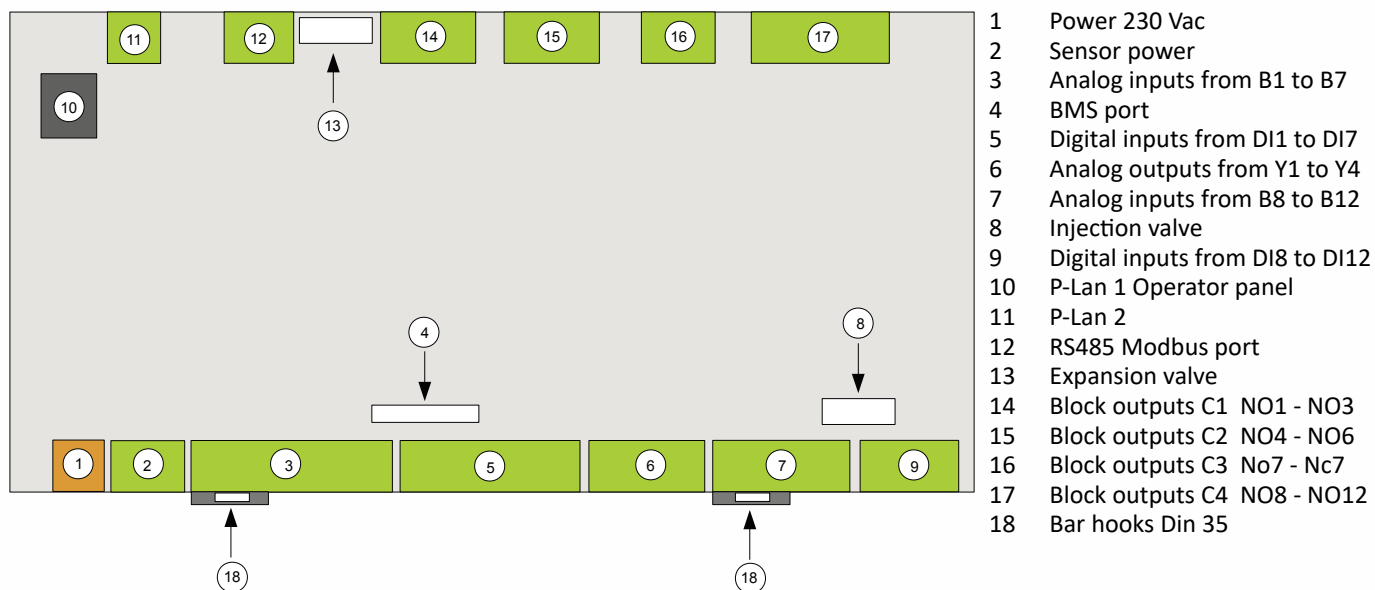 11
12
14
15
16
17
10
13
4
8
1
2
3
5
6
7
9
18
18
1 Power 230 Vac
2 Sensor power
3 Analog inputs from B1 to B7
4 BMS port
5 Digital inputs from DI1 to DI7
6 Analog outputs from Y1 to Y4
7 Analog inputs from B8 to B12
8 Injection valve
9 Digital inputs from DI8 to DI12
10 P-Lan 1 Operator panel
11 P-Lan 2
12 RS485 Modbus port
13 Expansion valve
14 Block outputs C1 NO1 - NO3
15 Block outputs C2 NO4 - NO6
16 Block outputs C3 No7 - Nc7
17 Block outputs C4 NO8 - NO12
18 Bar hooks Din 35